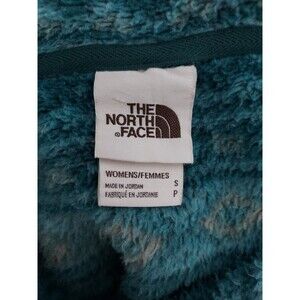 THE
NORTH
FACE
WOMENS/FEMMES
MADE IN JORDAN S
FABRIQUÉ EN JORDANIE P